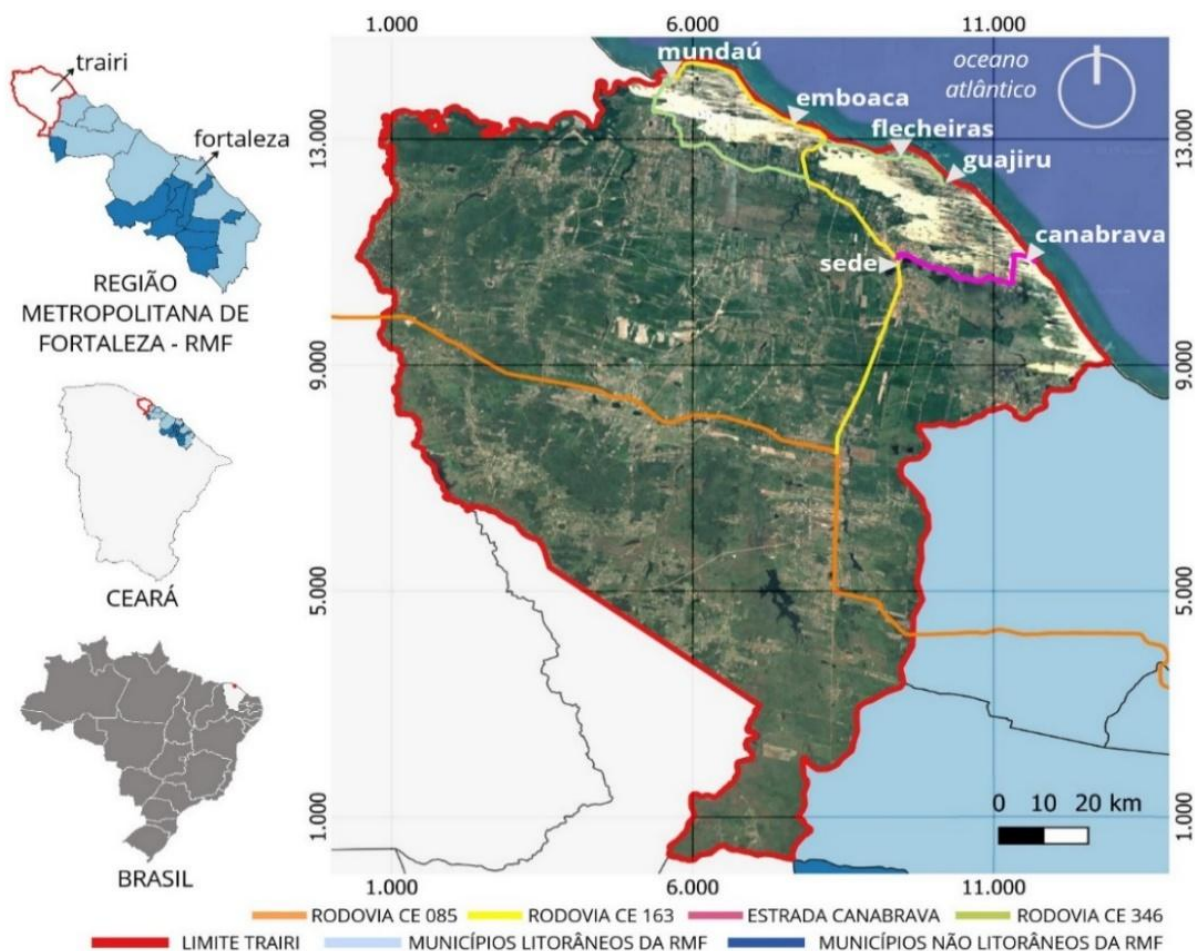 1.000
6.000
11.000
trairi
fortaleza
REGIÃO
METROPOLITANA DE
FORTALEZA - RMF
CEARÁ
BRASIL
mundaú
emboaca
flecheiras
guajiru
canabrava
sede
oceano
atlântico
13.000
9.000
5.000
1.000
13.000
9.000
5.000
1.000
0 10 20 km
1.000
6.000
11.000
RODOVIA CE 085
RODOVIA CE 163
ESTRADA CANABRAVA
RODOVIA CE 346
LIMITE TRAIRI
MUNICÍPIOS LITORÂNEOS DA RMF
MUNICÍPIOS NÃO LITORÂNEOS DA RMF